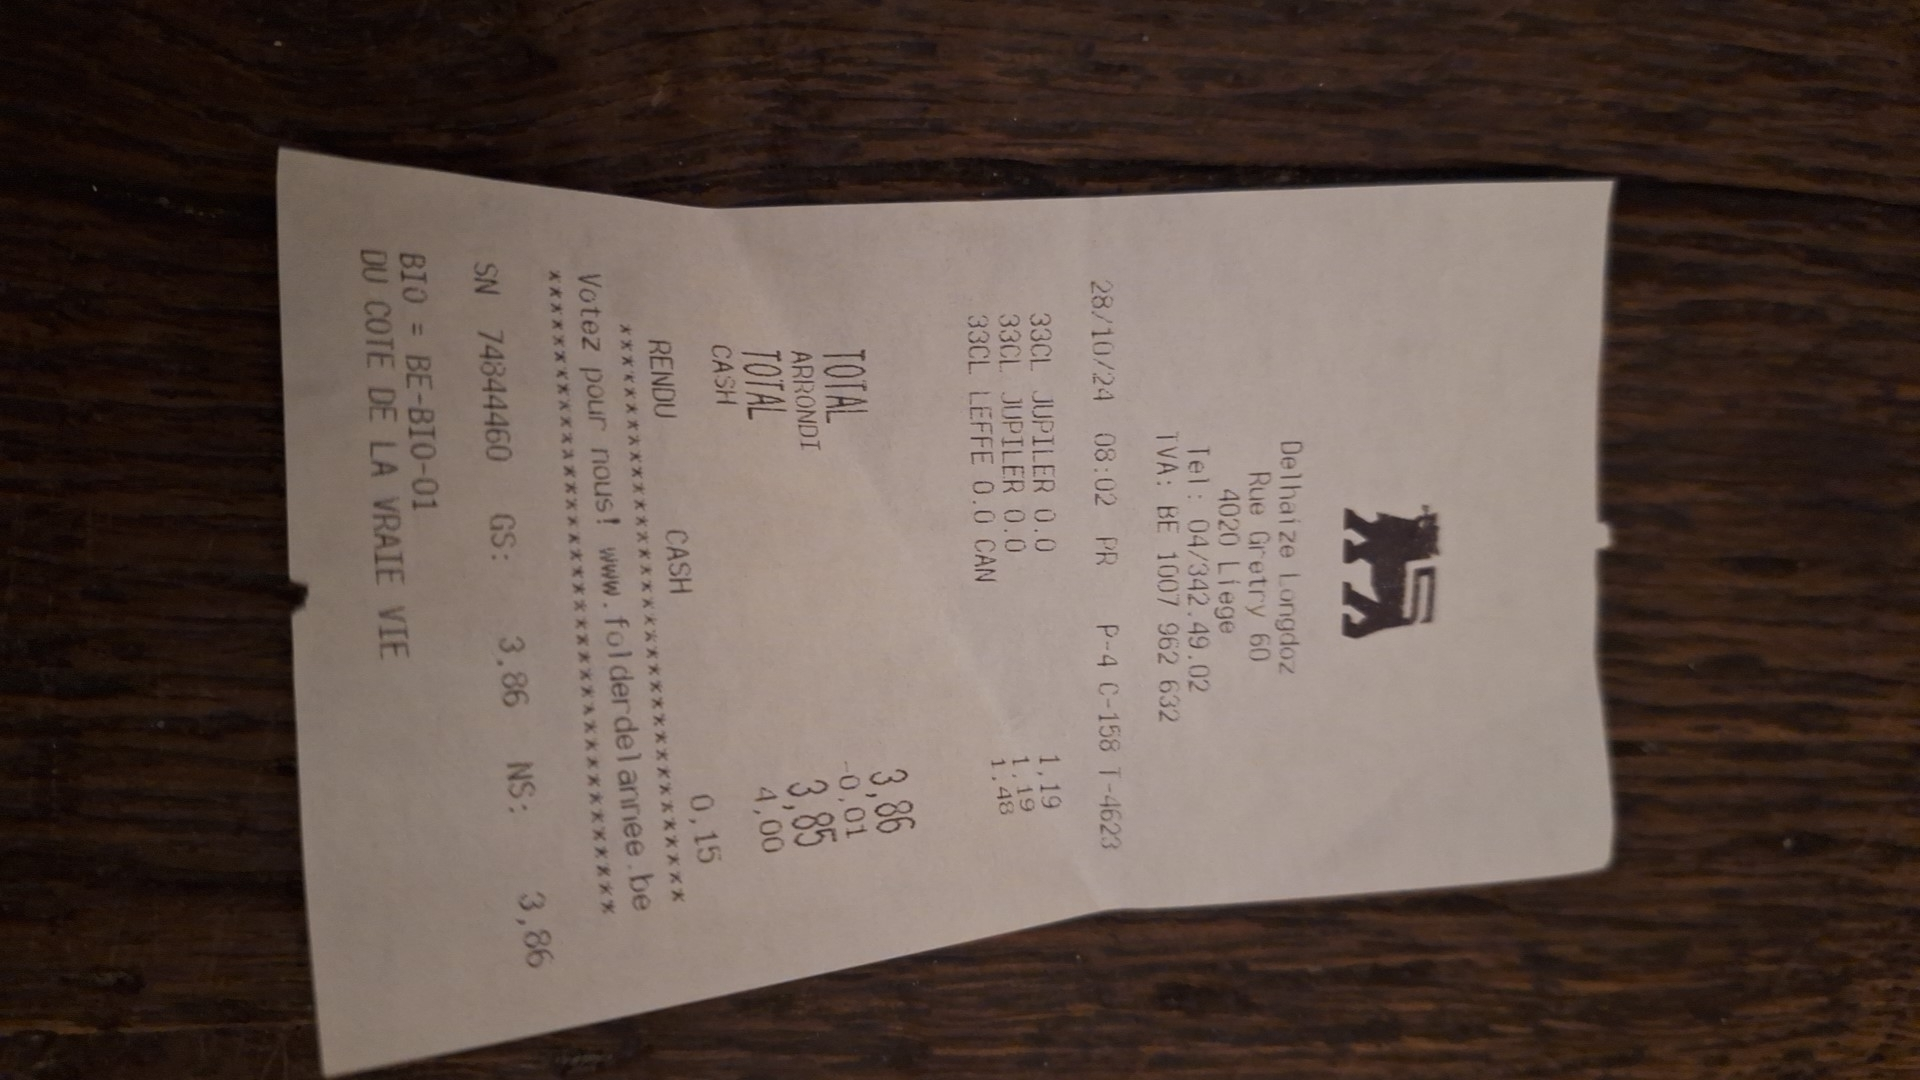 Delhaize Longdoz
Rue Gretry 60
4020 Liege
Tel: 04/342.49.02
TVA: BE 1007 962 632
28/10/24 08:02 PR P-4 C-158 T-4623
33CL JUPILER 0.0 1,19
33CL JUPILER 0.0 1,19
33CL LEFFE 0.0 CAN 1,48
TOTAL 3,86
ARRONDI -0,01
TOTAL 3,85
CASH 4,00
CASH
RENDU 0,15
************************************
Votez pour nous! www.folderdelannee.be
****************************************
SN 74844460 GS: 3.86 NS: 3,86
BIO = BE-BIO-01
DU COTE DE LA VRAIE VIE